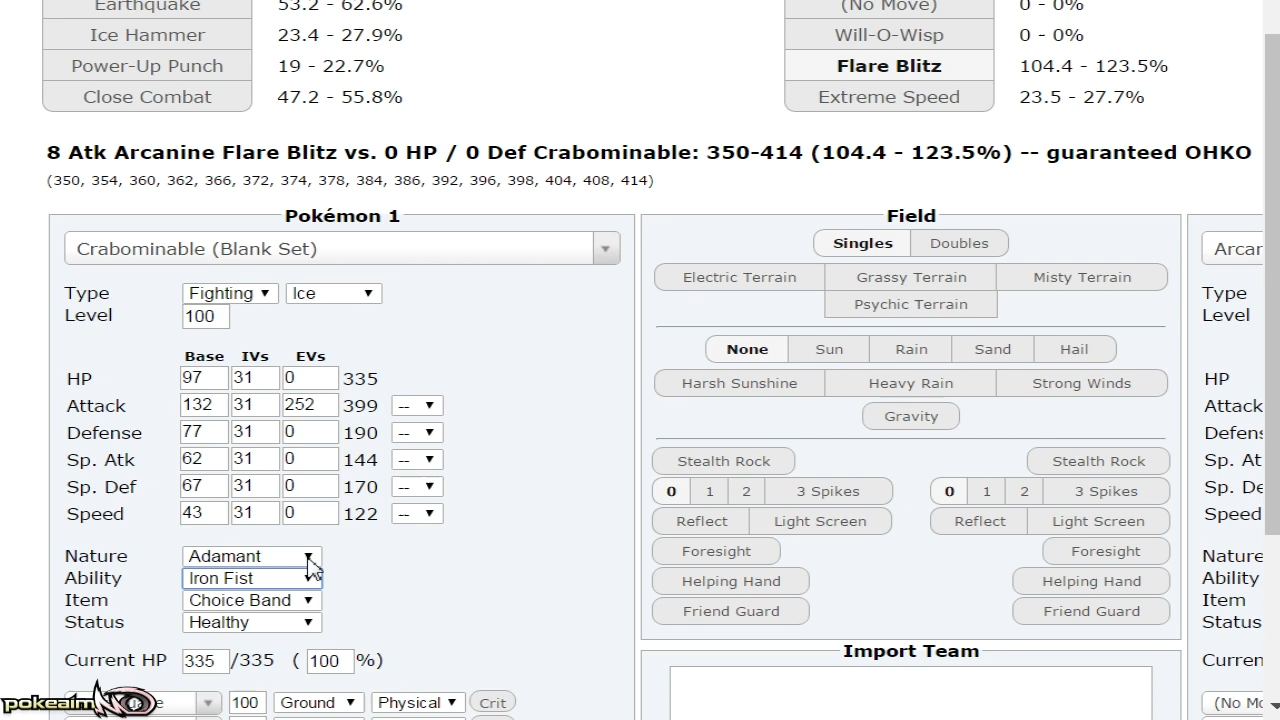 Earthquake 53.2 - 62.6% (No Move) 0 - 0%
Ice Hammer 23.4 - 27.9% Will-O-Wisp 0 - 0%
Power-Up Punch 19 - 22.7% Flare Blitz 104.4 - 123.5%
Close Combat 47.2 - 55.8% Extreme Speed 23.5 - 27.7%
8 Atk Arcanine Flare Blitz vs. 0 HP / 0 Def Crabominable: 350-414 (104.4 - 123.5%) -- guaranteed OHKO
(350, 354, 360, 362, 366, 372, 374, 378, 384, 386, 392, 396, 398, 404, 408, 414)
Pokémon 1
Crabominable (Blank Set)
Type Fighting Ice
Level 100
Base IVs EVs
HP 97 31 0 335
Attack 132 31 252 399 --
Defense 77 31 0 190 --
Sp. Atk 62 31 0 144 --
Sp. Def 67 31 0 170 --
Speed 43 31 0 122 --
Nature Adamant
Ability Iron Fist
Item Choice Band
Status Healthy
Current HP 335 /335 ( 100 %)
100 Ground Physical Crit
pokeaimMD
Field
Singles Doubles
Electric Terrain Grassy Terrain Misty Terrain
Psychic Terrain
None Sun Rain Sand Hail
Harsh Sunshine Heavy Rain Strong Winds
Gravity
Stealth Rock Stealth Rock
0 1 2 3 Spikes 0 1 2 3 Spikes
Reflect Light Screen Reflect Light Screen
Foresight Foresight
Helping Hand Helping Hand
Friend Guard Friend Guard
Import Team
Arcar
Type
Level
HP
Attack
Defens
Sp. At
Sp. De
Speed
Nature
Ability
Item
Status
Curren
(No Mo